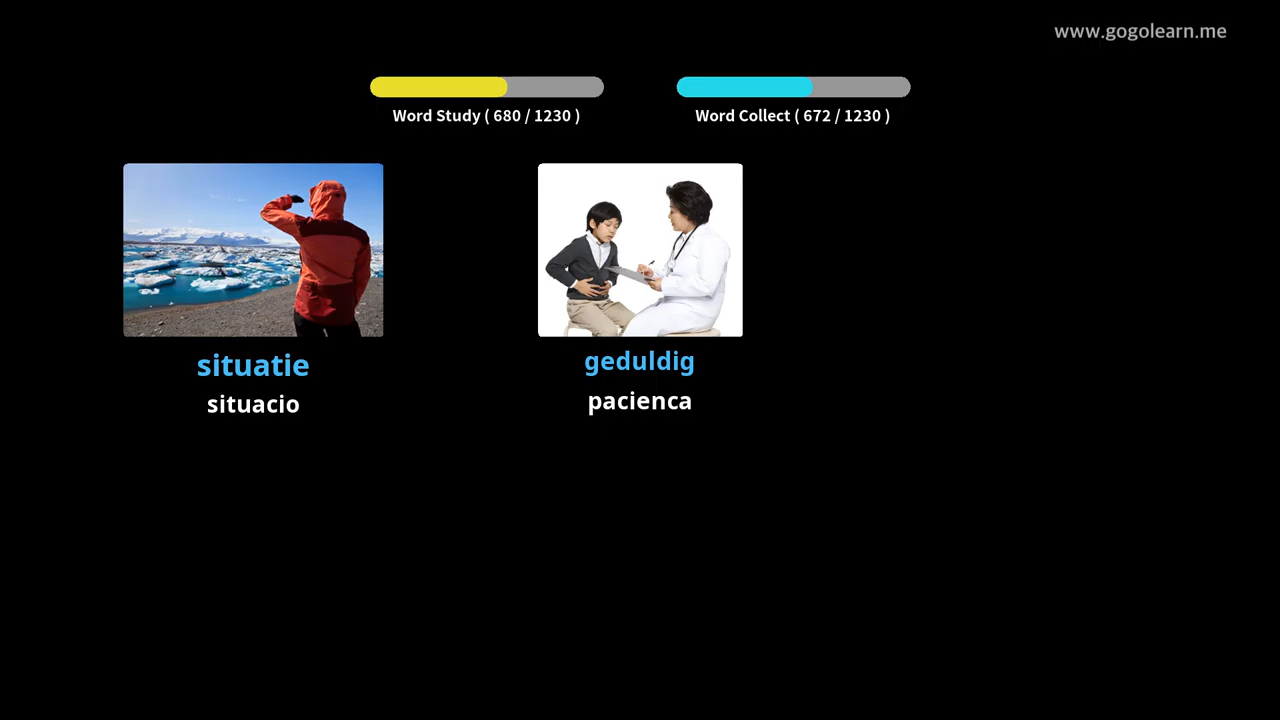 www.gogolearn.me
Word Study ( 680 / 1230 )
Word Collect ( 672 / 1230 )
situatie
situacio
geduldig
pacienca